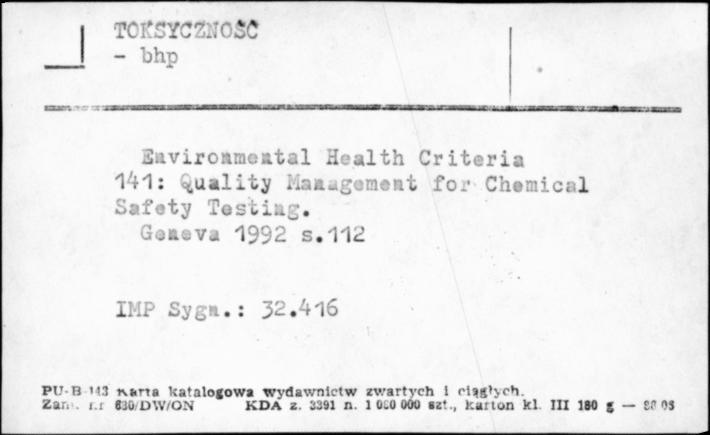 TOKSYCZNOŚĆ
- bhp
Environmental Health Criteria
141: Quality Management for Chemical
Safety Testing.
Geneva 1992 s.112
IMP Sygn.: 32.416
PU-B-143 Karta katalogowa wydawnictw zwartych i ciągłych.
Zam. nr 630/DW/ON KDA z. 3391 n. 1 000 000 szt., karton kl. III 180 g —